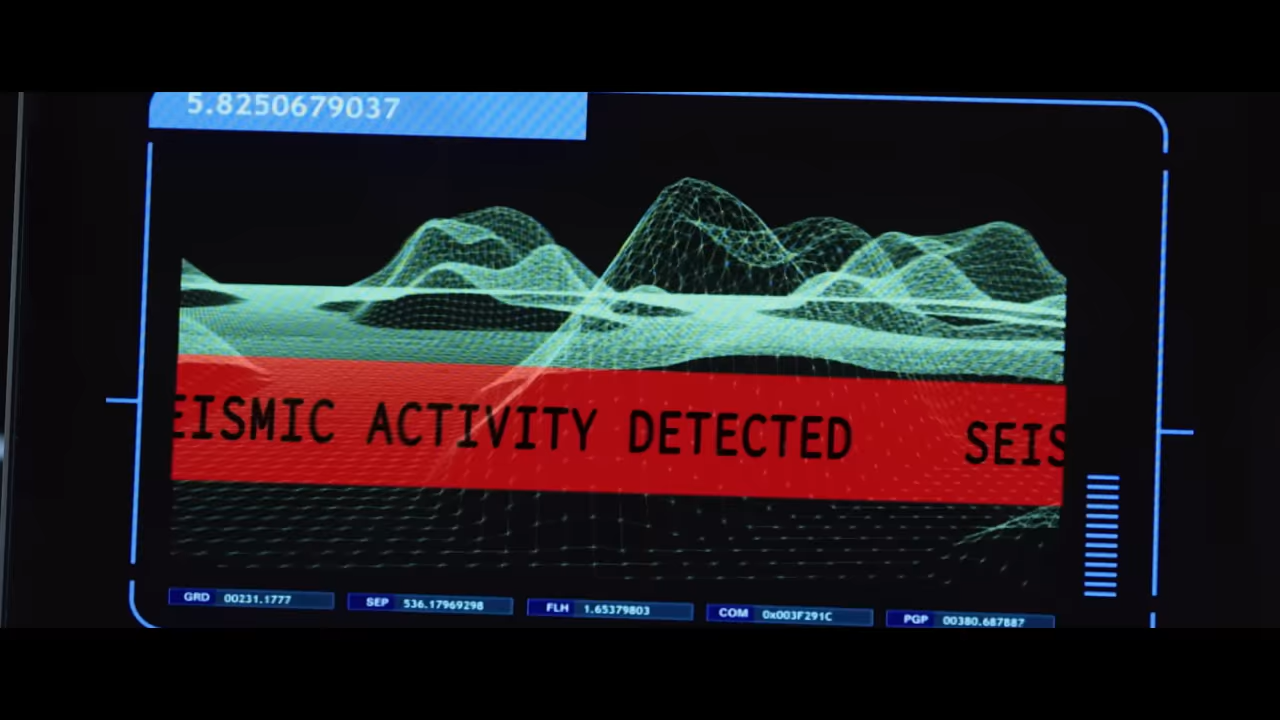 5.8250679037
EISMIC ACTIVITY DETECTED SEIS
GRD 00231.1777 SEP 536.17969298 FLH 1.65379803 COM 0x003F291C PGP 00380.687887